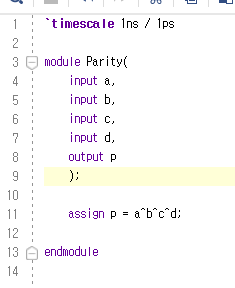 1 `timescale 1ns / 1ps
2
3 module Parity(
4 input a,
5 input b,
6 input c,
7 input d,
8 output p
9 );
10
11 assign p = a^b^c^d;
12
13 endmodule
14